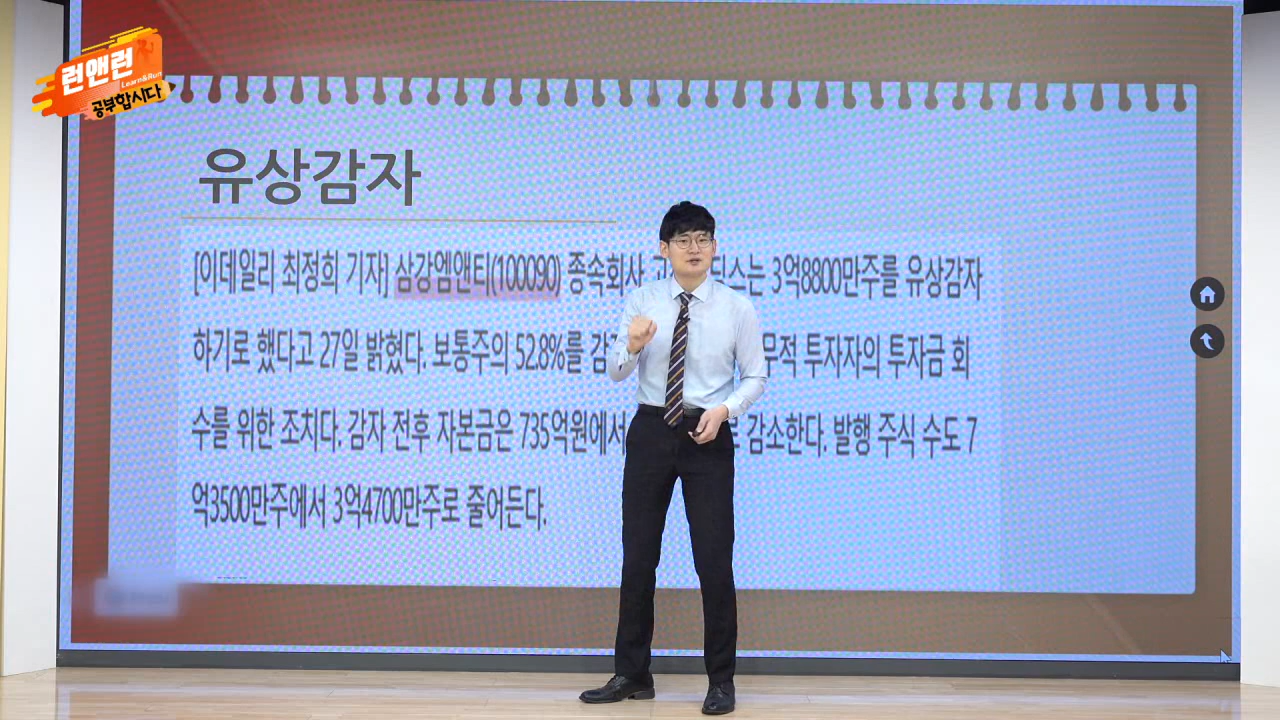 런앤런
Learn&Run
공부합시다
유상감자
[이데일리 최정희 기자] 삼강엠앤티(100090) 종속회사 는 3억8800만주를 유상감자
하기로 했다고 27일 밝혔다. 보통주의 52.8%를 투자자의 투자금 회
수를 위한 조치다. 감자 전후 자본금은 735억원에서 감소한다. 발행 주식 수도 7
억3500만주에서 3억4700만주로 줄어든다.